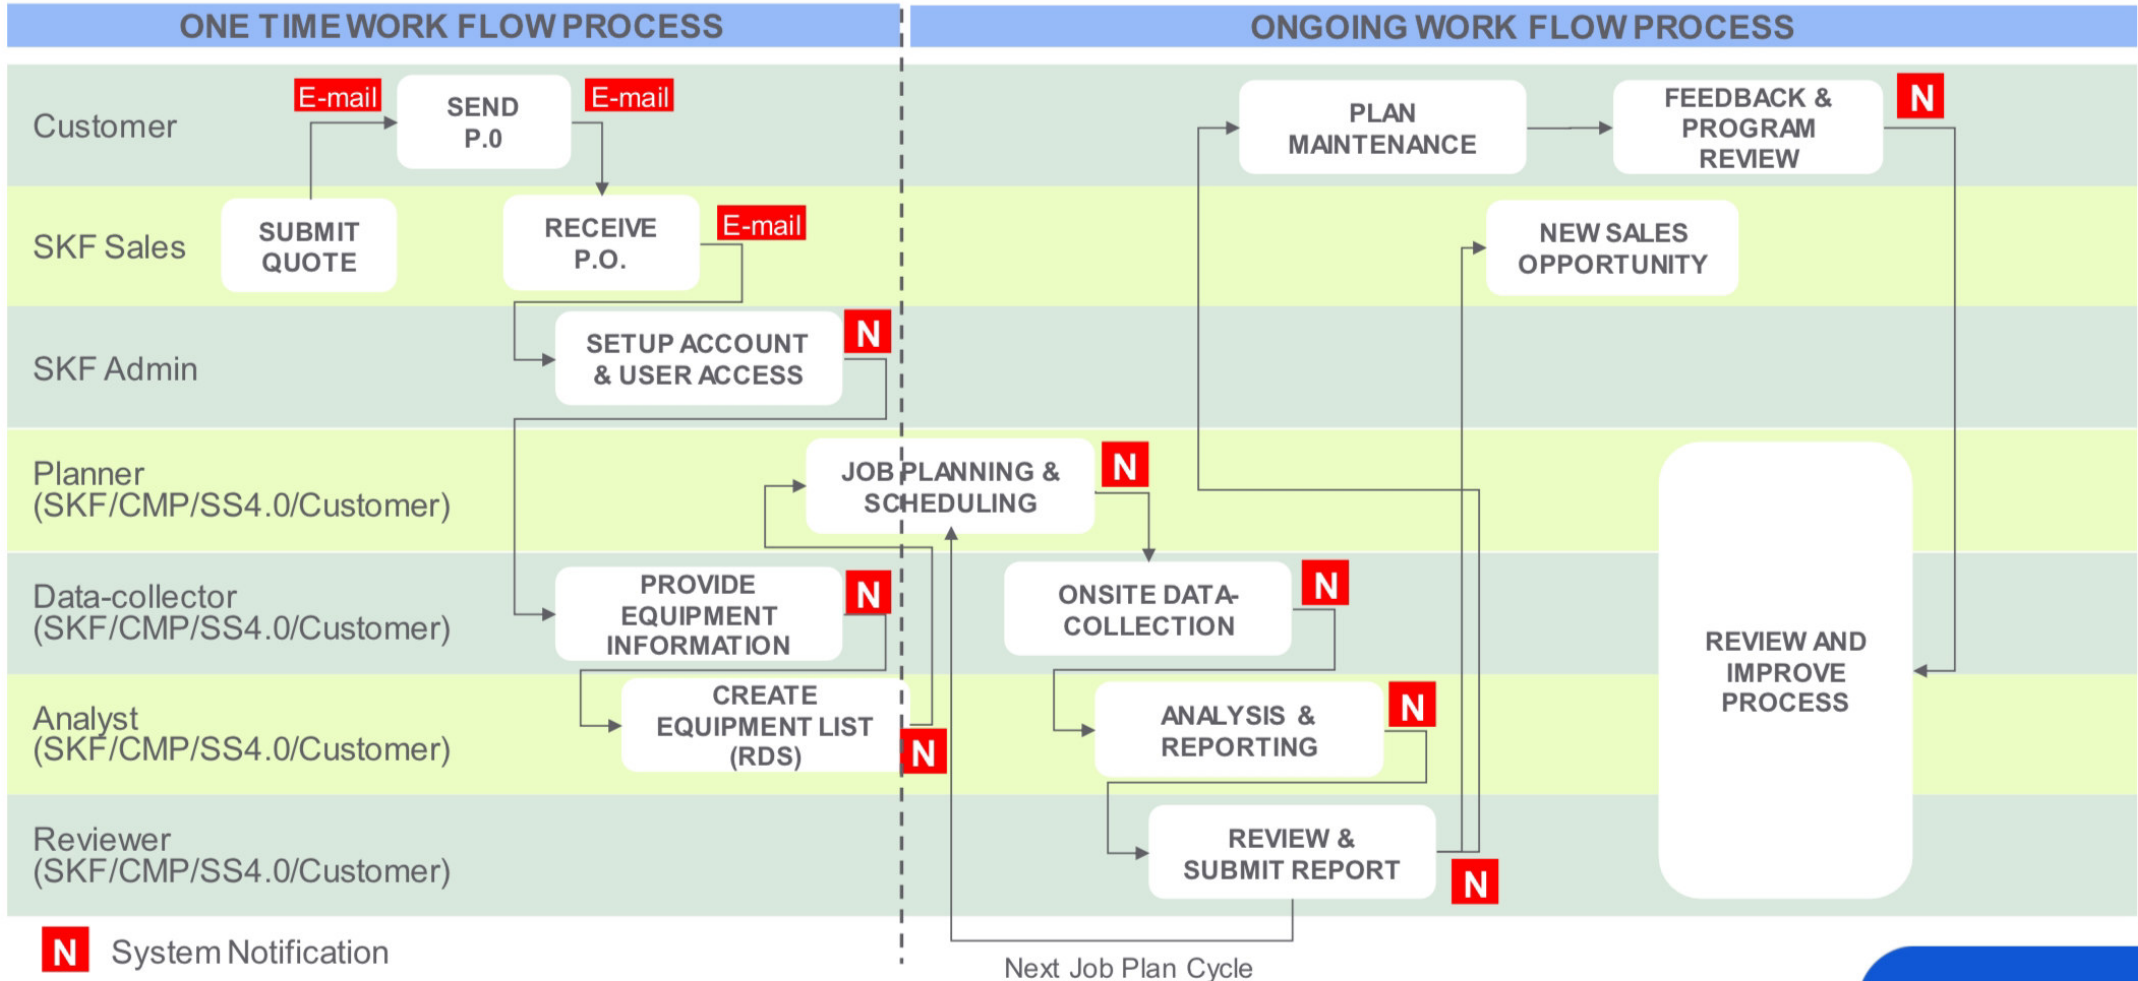 ONE TIME WORK FLOW PROCESS
ONGOING WORK FLOW PROCESS
Customer
E-mail
SEND
P.0
E-mail
PLAN
MAINTENANCE
FEEDBACK &
PROGRAM
REVIEW
N
SKF Sales
SUBMIT
QUOTE
RECEIVE
P.O.
E-mail
NEW SALES
OPPORTUNITY
SKF Admin
SETUP ACCOUNT
& USER ACCESS
N
Planner
(SKF/CMP/SS4.0/Customer)
JOB PLANNING &
SCHEDULING
N
Data-collector
(SKF/CMP/SS4.0/Customer)
PROVIDE
EQUIPMENT
INFORMATION
N
ONSITE DATA-
COLLECTION
N
REVIEW AND
IMPROVE
PROCESS
Analyst
(SKF/CMP/SS4.0/Customer)
CREATE
EQUIPMENT LIST
(RDS)
N
ANALYSIS &
REPORTING
N
Reviewer
(SKF/CMP/SS4.0/Customer)
REVIEW &
SUBMIT REPORT
N
N System Notification
Next Job Plan Cycle